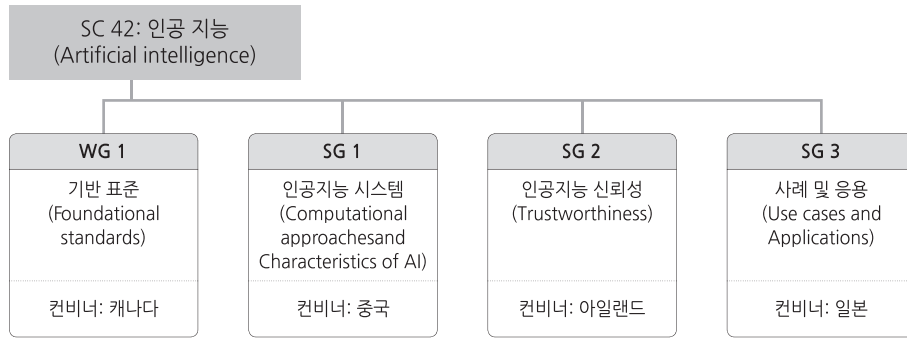 SC 42: 인공 지능
(Artificial intelligence)
WG 1
기반 표준
(Foundational
standards)
컨비너: 캐나다
SG 1
인공지능 시스템
(Computational
approachesand
Characteristics of AI)
컨비너: 중국
SG 2
인공지능 신뢰성
(Trustworthiness)
컨비너: 아일랜드
SG 3
사례 및 응용
(Use cases and
Applications)
컨비너: 일본